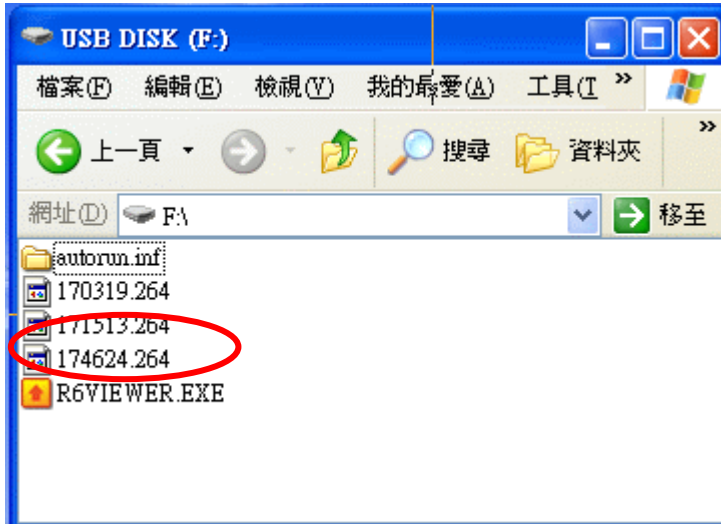 USB DISK (F:)
檔案(F) 編輯(E) 檢視(V) 我的最愛(A) 工具(T »
上一頁 搜尋 資料夾 »
網址(D) F:\ 移至
autorun.inf
170319.264
171513.264
174624.264
R6VIEWER.EXE